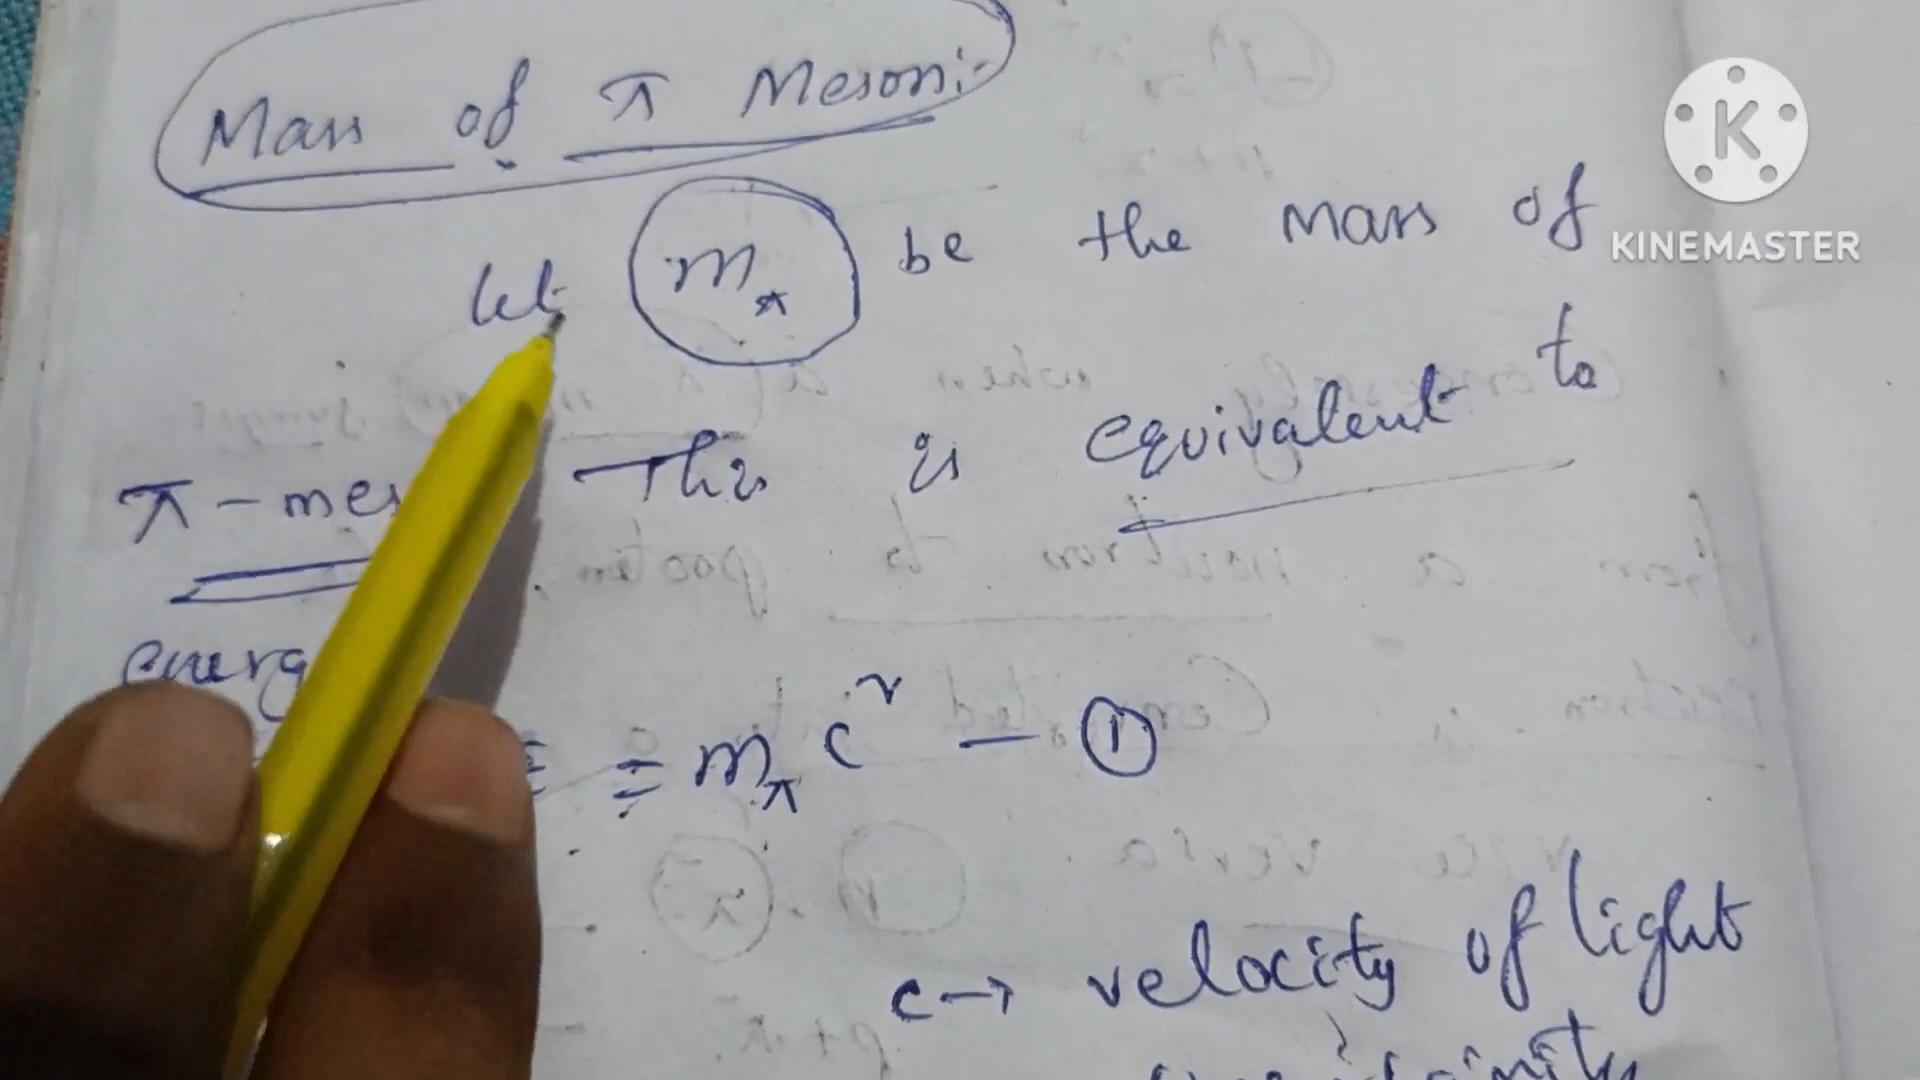 Mass of π Meson:-
KINEMASTER
let mπ be the mass of
π-mes This is equivalent to
energ
E = mπ c² — ①
c → velocity of light